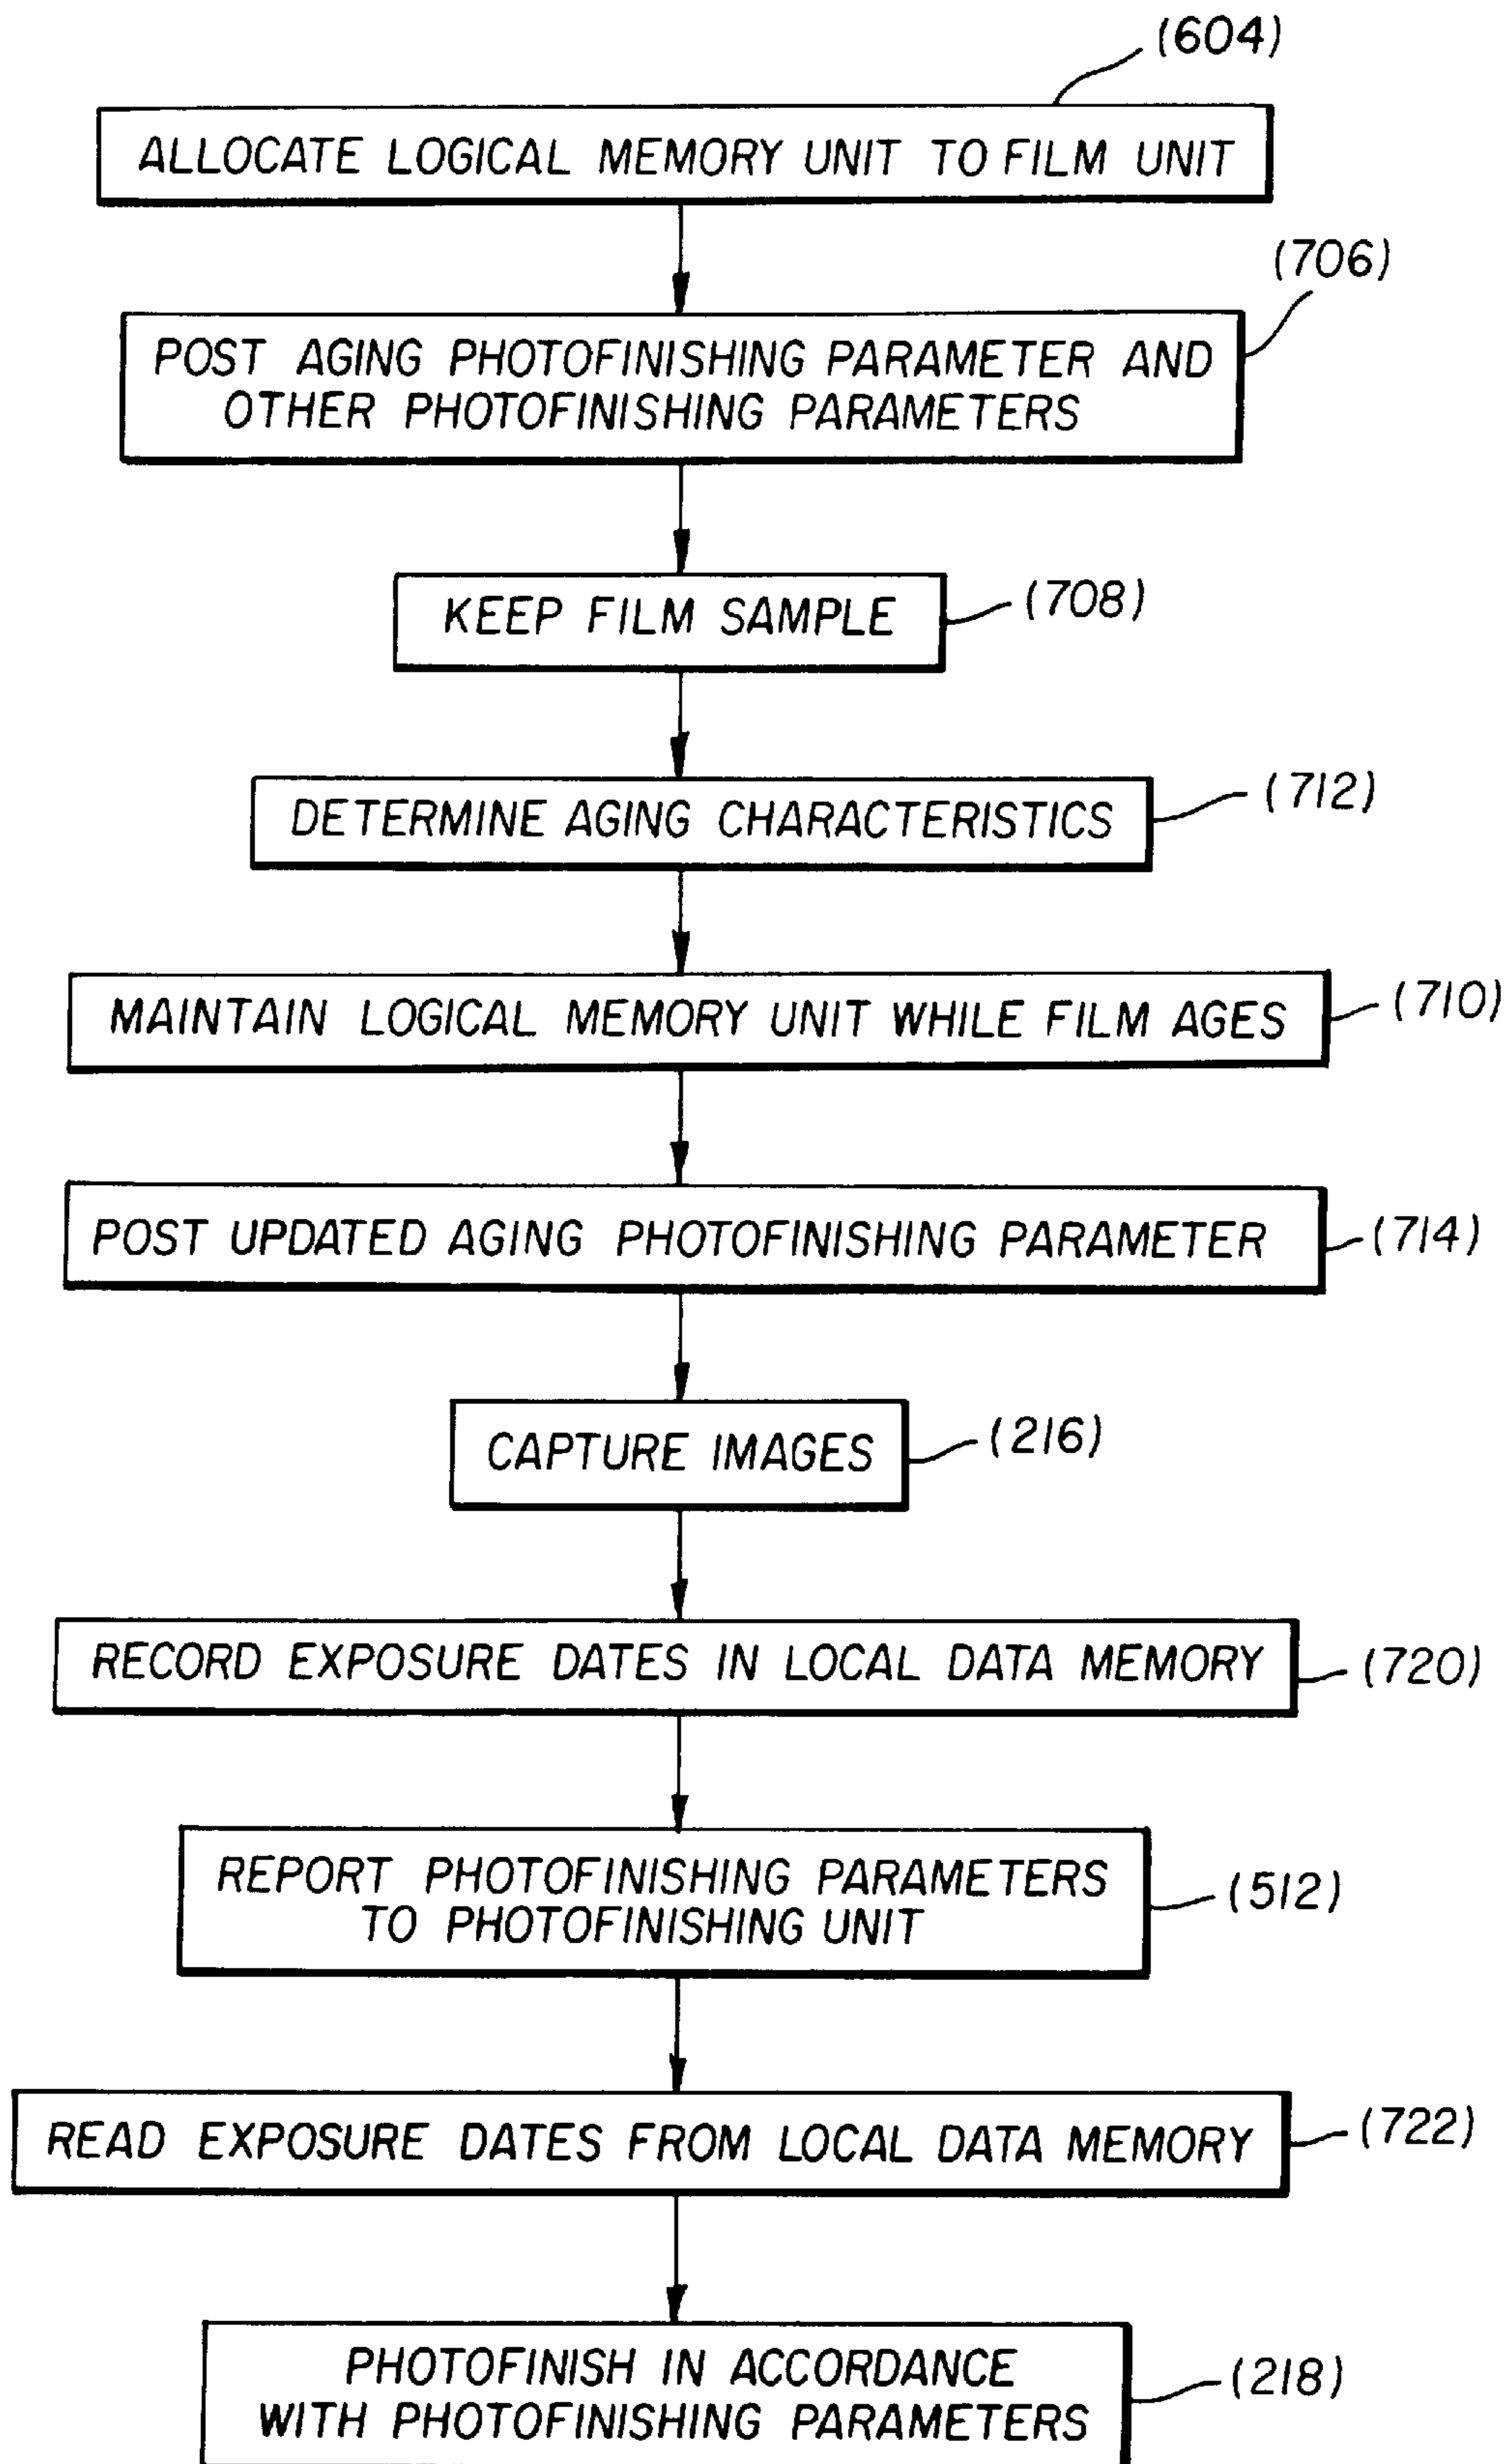 (604)
ALLOCATE LOGICAL MEMORY UNIT TO FILM UNIT
(706)
POST AGING PHOTOFINISHING PARAMETER AND
OTHER PHOTOFINISHING PARAMETERS
KEEP FILM SAMPLE
(708)
DETERMINE AGING CHARACTERISTICS
(712)
MAINTAIN LOGICAL MEMORY UNIT WHILE FILM AGES
(710)
POST UPDATED AGING PHOTOFINISHING PARAMETER
(714)
CAPTURE IMAGES
(216)
RECORD EXPOSURE DATES IN LOCAL DATA MEMORY
(720)
REPORT PHOTOFINISHING PARAMETERS
TO PHOTOFINISHING UNIT
(512)
READ EXPOSURE DATES FROM LOCAL DATA MEMORY
(722)
PHOTOFINISH IN ACCORDANCE
WITH PHOTOFINISHING PARAMETERS
(218)